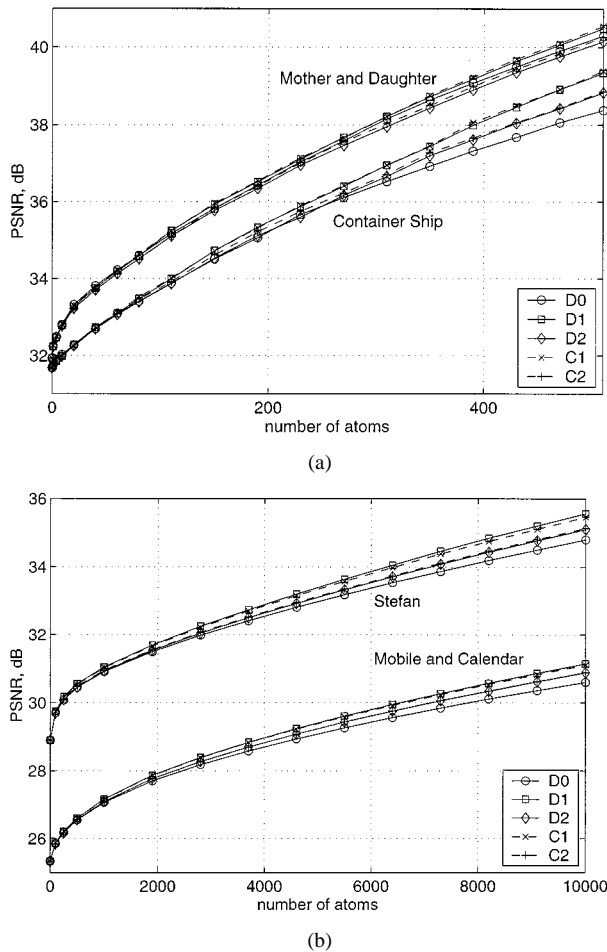 40
38
36
34
32
PSNR, dB
Mother and Daughter
Container Ship
D0
D1
D2
C1
C2
0
200
400
number of atoms
(a)
36
34
32
30
28
26
PSNR, dB
Stefan
Mobile and Calendar
D0
D1
D2
C1
C2
0
2000
4000
6000
8000
10000
number of atoms
(b)